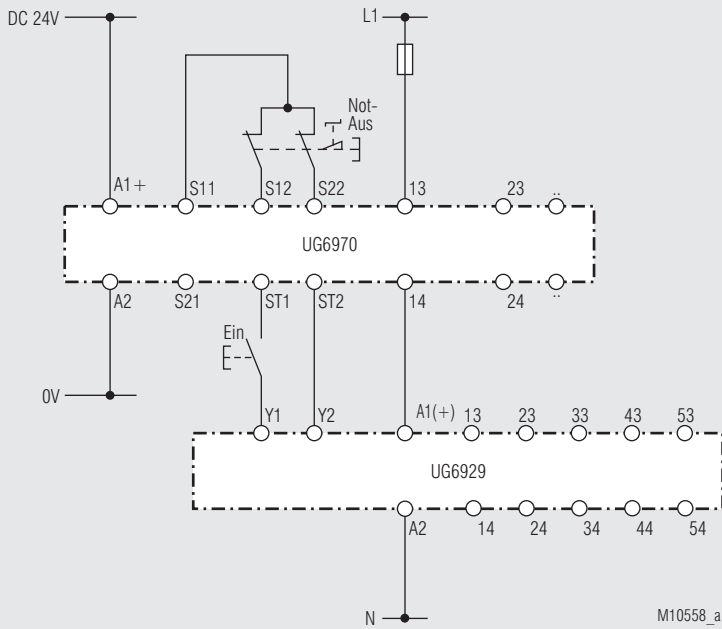 DC 24V
L1
Not-
Aus
A1+ S11 S12 S22 13 23 ..
UG6970
A2 S21 ST1 ST2 14 24 ..
Ein
0V
Y1 Y2 A1(+) 13 23 33 43 53
UG6929
A2 14 24 34 44 54
N
M10558_a